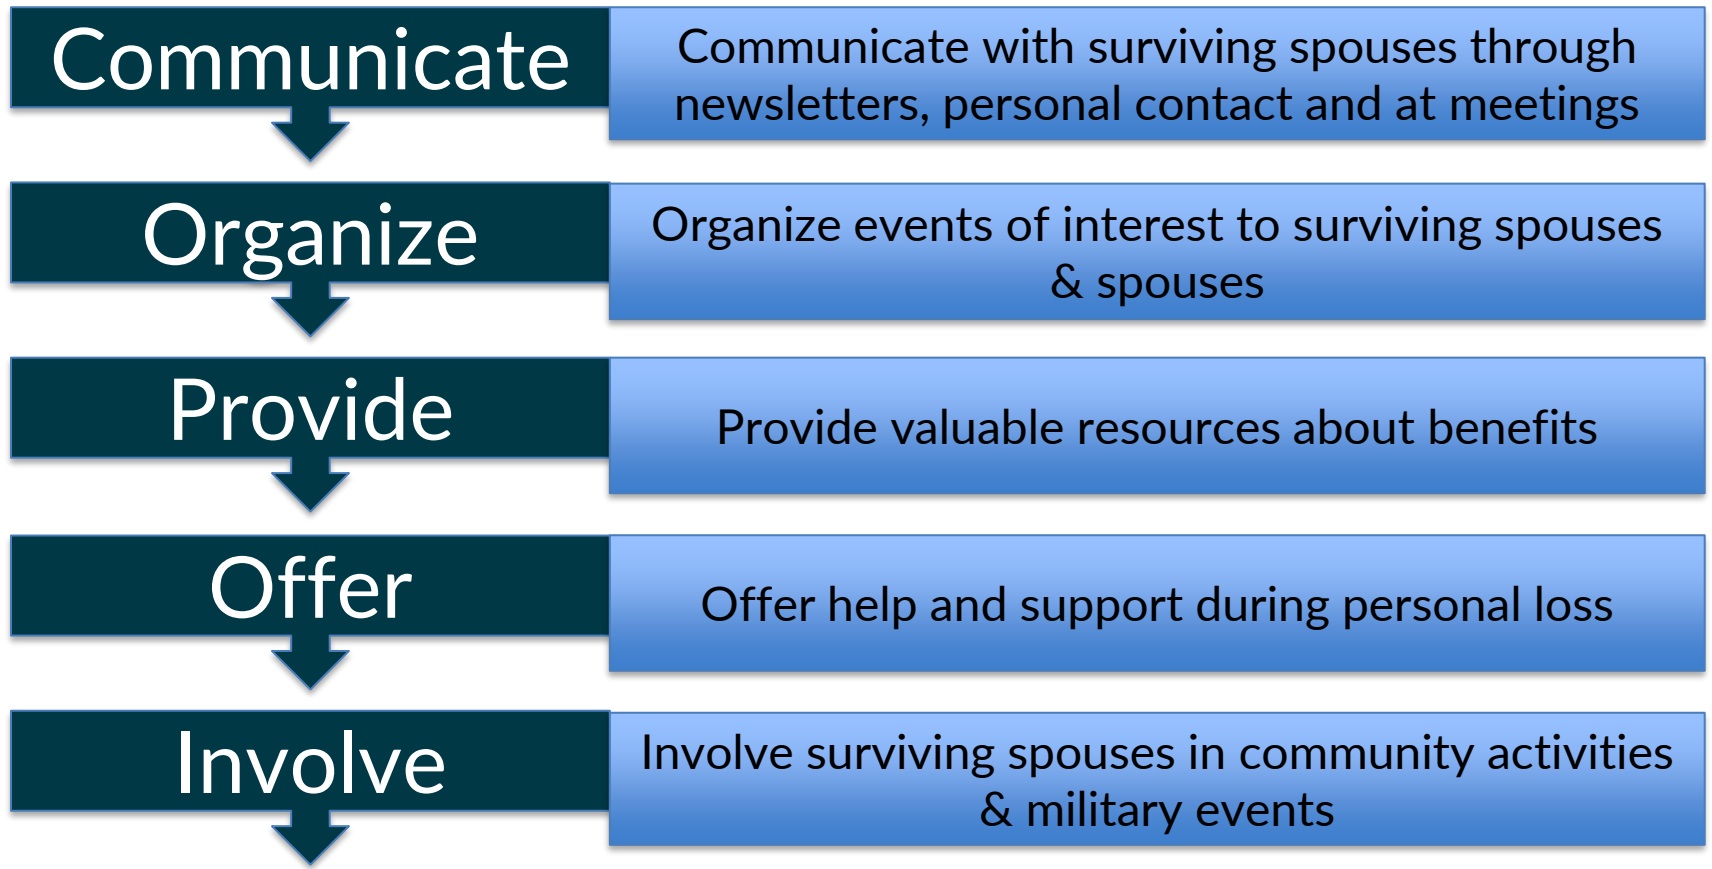 Communicate
Communicate with surviving spouses through
newsletters, personal contact and at meetings
Organize
Organize events of interest to surviving spouses
& spouses
Provide
Provide valuable resources about benefits
Offer
Offer help and support during personal loss
Involve
Involve surviving spouses in community activities
& military events